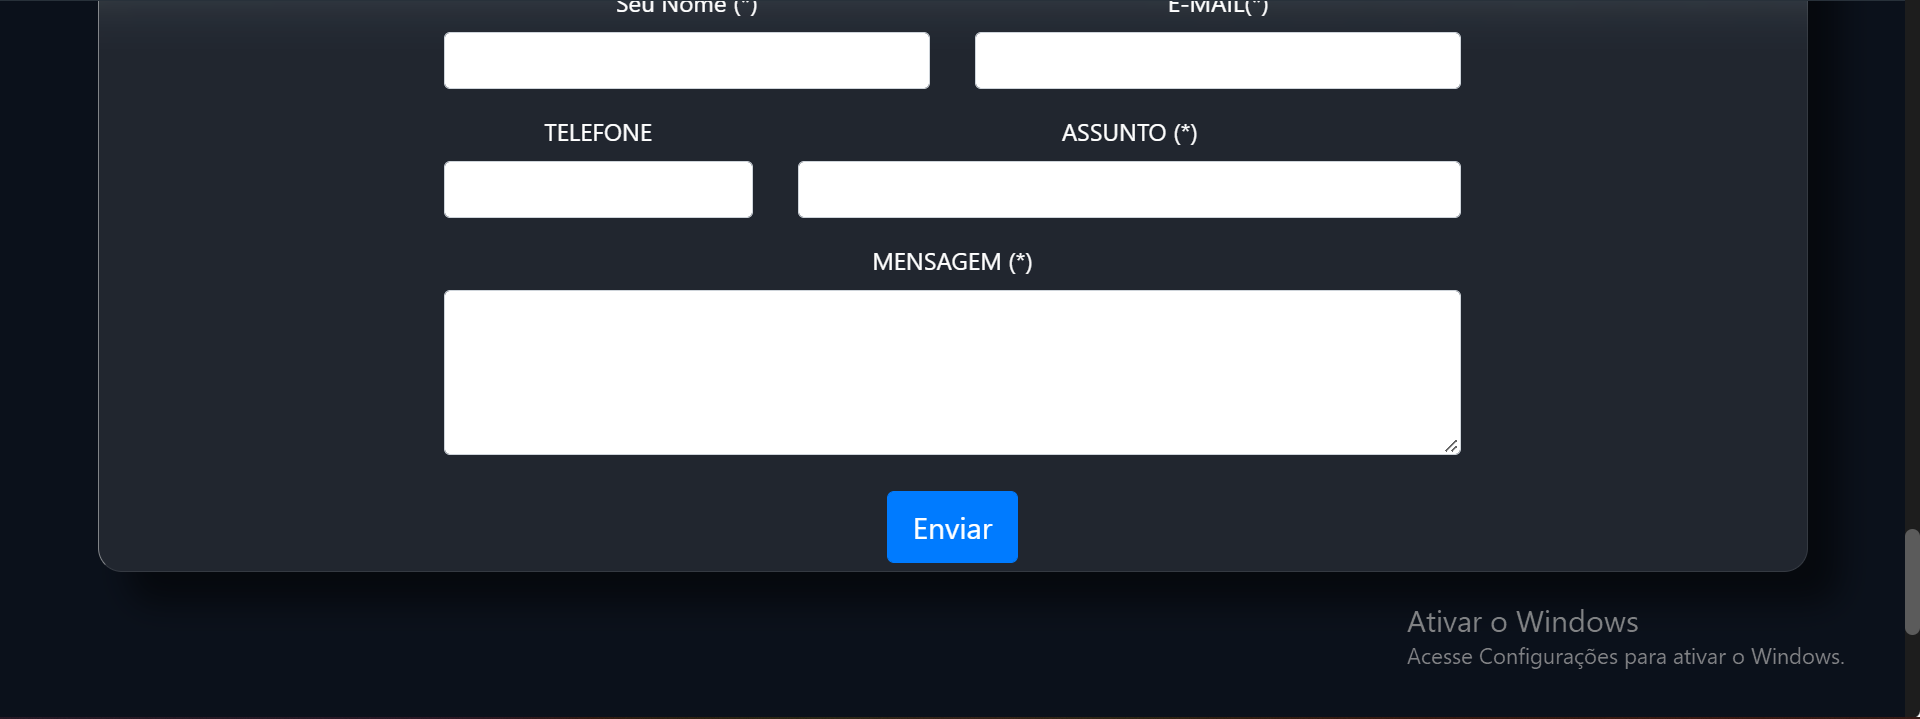 Seu Nome (*)
E-MAIL(*)
TELEFONE
ASSUNTO (*)
MENSAGEM (*)
Enviar
Ativar o Windows
Acesse Configurações para ativar o Windows.